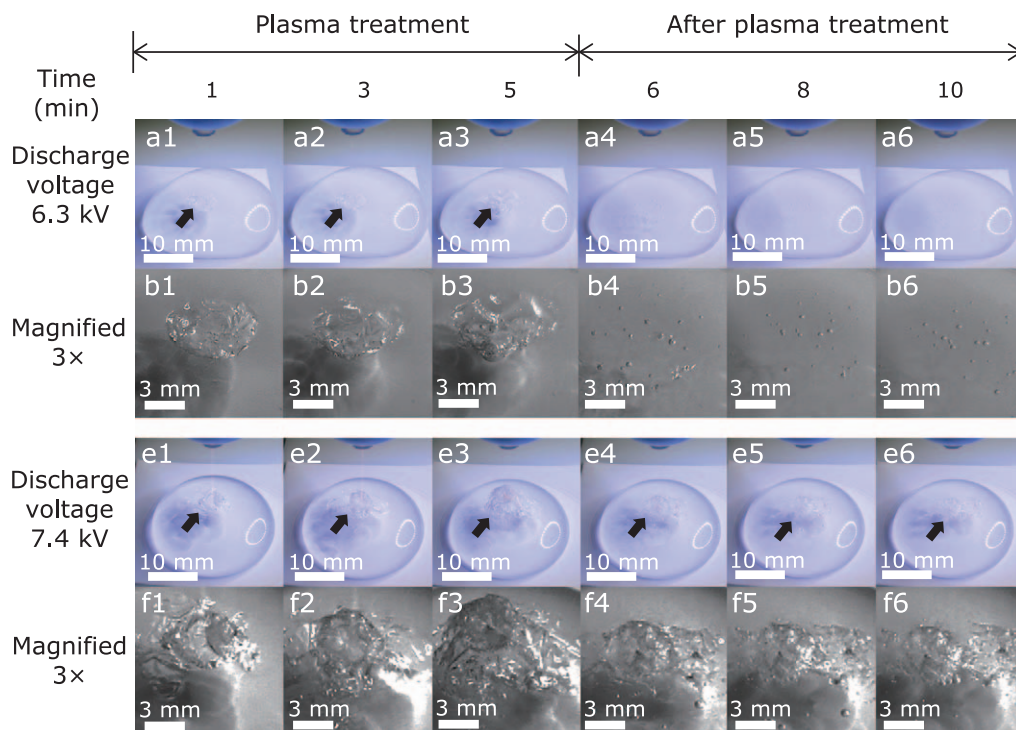 Plasma treatment
After plasma treatment
Time
(min)
1
3
5
6
8
10
Discharge
voltage
6.3 kV
a1
a2
a3
a4
a5
a6
10 mm
10 mm
10 mm
10 mm
10 mm
10 mm
Magnified
3×
b1
b2
b3
b4
b5
b6
3 mm
3 mm
3 mm
3 mm
3 mm
3 mm
Discharge
voltage
7.4 kV
e1
e2
e3
e4
e5
e6
10 mm
10 mm
10 mm
10 mm
10 mm
10 mm
Magnified
3×
f1
f2
f3
f4
f5
f6
3 mm
3 mm
3 mm
3 mm
3 mm
3 mm